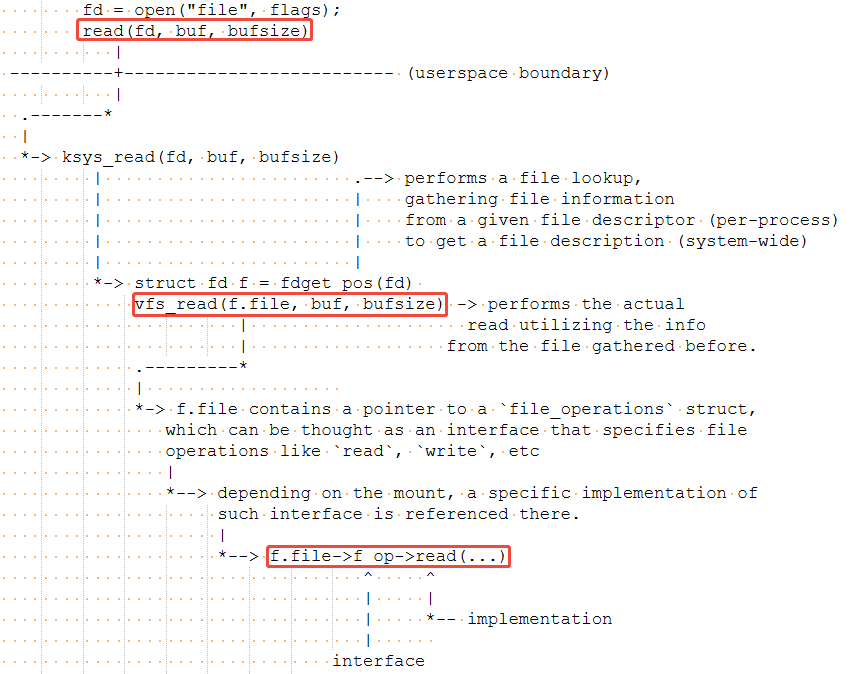 fd = open("file", flags);
read(fd, buf, bufsize)
|
----------+-------------------------- (userspace boundary)
|
.-------*
|
*-> ksys_read(fd, buf, bufsize)
| .--> performs a file lookup,
| | gathering file information
| | from a given file descriptor (per-process)
| | to get a file description (system-wide)
| |
*-> struct fd f = fdget_pos(fd)
vfs_read(f.file, buf, bufsize) -> performs the actual
| read utilizing the info
| from the file gathered before.
.---------*
|
*-> f.file contains a pointer to a `file_operations` struct,
which can be thought as an interface that specifies file
operations like `read`, `write`, etc
|
*--> depending on the mount, a specific implementation of
such interface is referenced there.
|
*--> f.file->f_op->read(...)
^ ^
| |
| *-- implementation
|
interface